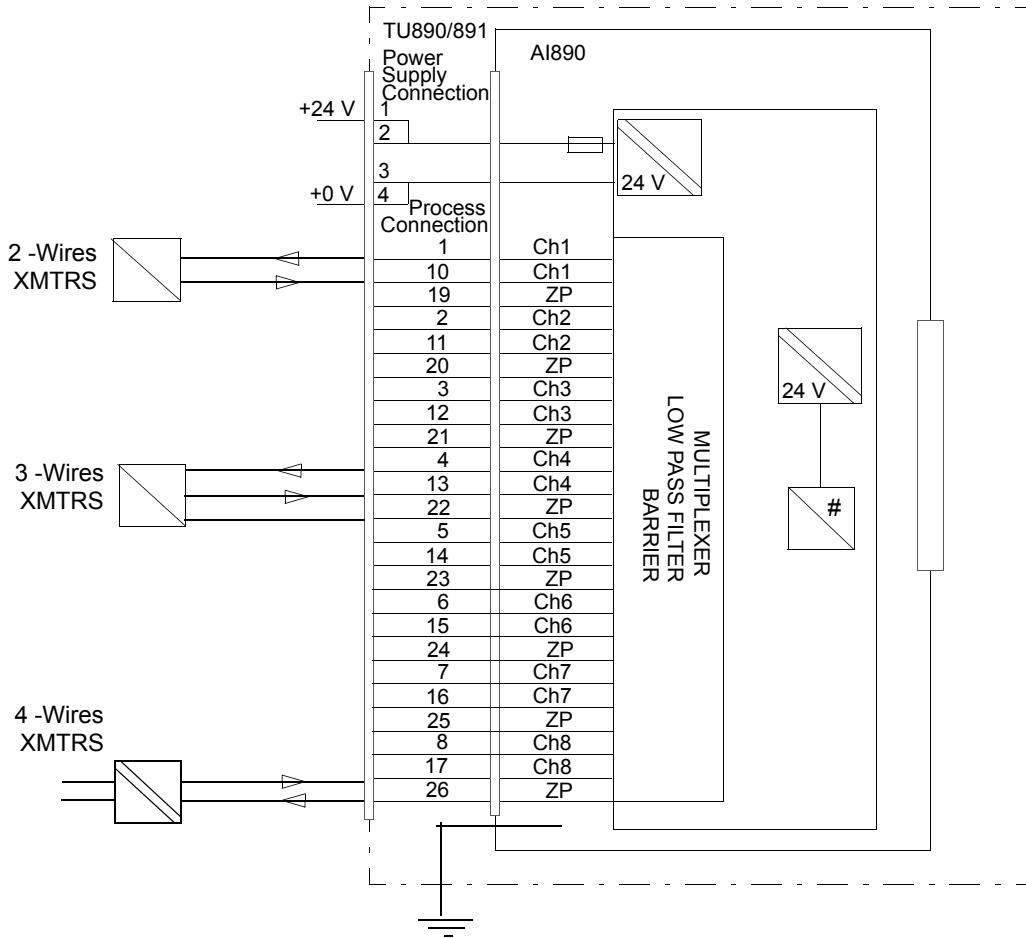 TU890/891
Power
Supply
Connection
AI890
+24 V
1
2
3
+0 V
4
24 V
Process
Connection
2 -Wires
XMTRS
1 Ch1
10 Ch1
19 ZP
2 Ch2
11 Ch2
20 ZP
3 Ch3
12 Ch3
21 ZP
3 -Wires
XMTRS
4 Ch4
13 Ch4
22 ZP
5 Ch5
14 Ch5
23 ZP
6 Ch6
15 Ch6
24 ZP
7 Ch7
16 Ch7
25 ZP
4 -Wires
XMTRS
8 Ch8
17 Ch8
26 ZP
MULTIPLEXER
LOW PASS FILTER
BARRIER
24 V
#